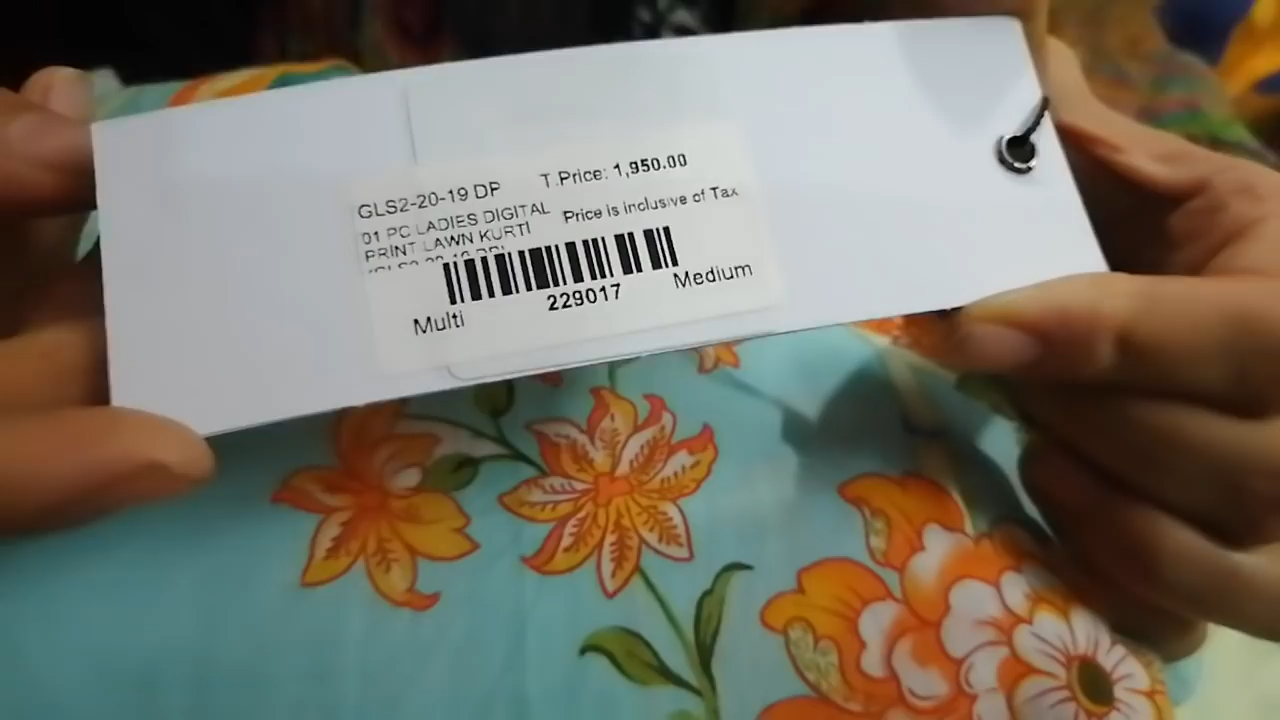 GLS2-20-19 DP
T.Price: 1,950.00
01 PC LADIES DIGITAL
PRINT LAWN KURTI
Price is inclusive of Tax
229017
Multi
Medium